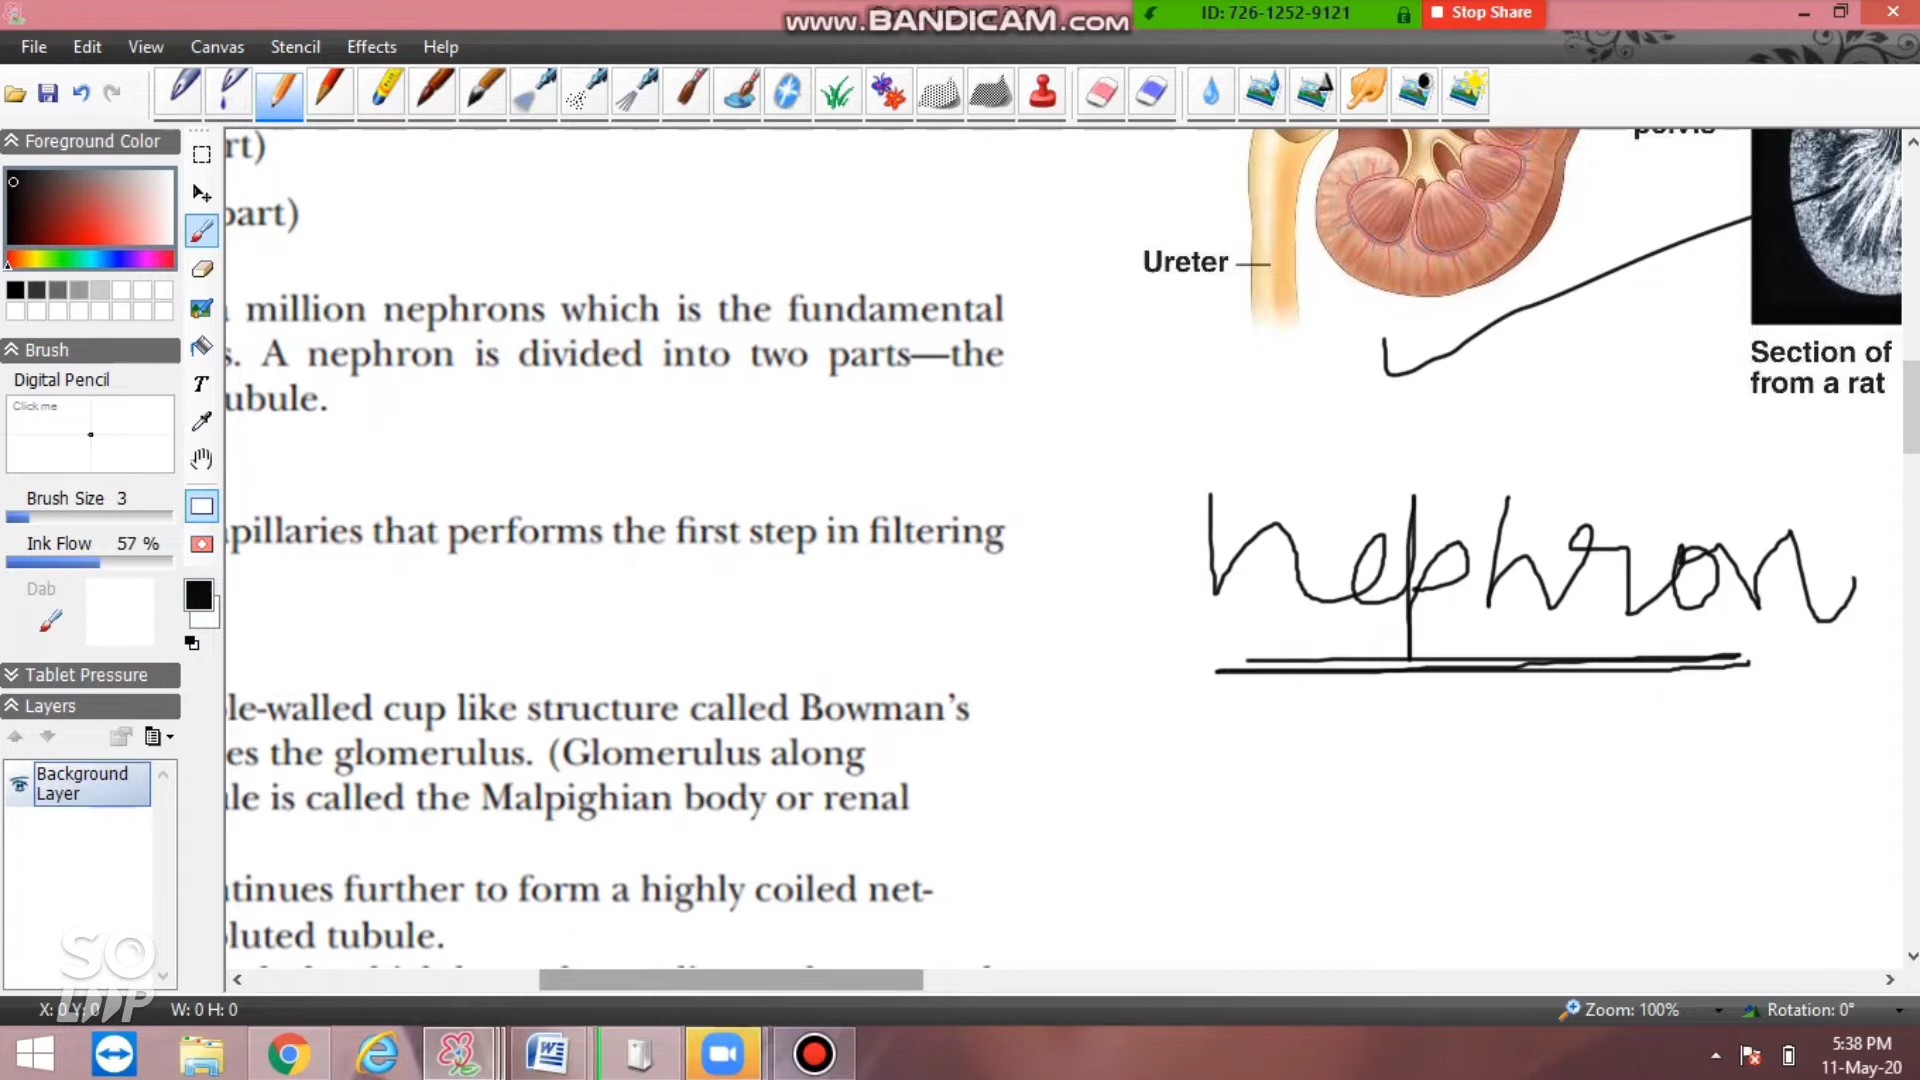 www.BANDICAM.com
ID: 726-1252-9121
Stop Share
File Edit View Canvas Stencil Effects Help
Foreground Color
Brush
Digital Pencil
Click me
Brush Size 3
Ink Flow 57 %
Dab
Tablet Pressure
Layers
Background
Layer
rt)
part)
million nephrons which is the fundamental
s. A nephron is divided into two parts—the
ubule.
pillaries that performs the first step in filtering
le-walled cup like structure called Bowman's
es the glomerulus. (Glomerulus along
le is called the Malpighian body or renal
tinues further to form a highly coiled net-
luted tubule.
pelvis
Ureter
Section of
from a rat
nephron
X: 0 Y: 0 W: 0 H: 0
Zoom: 100% Rotation: 0°
5:38 PM
11-May-20